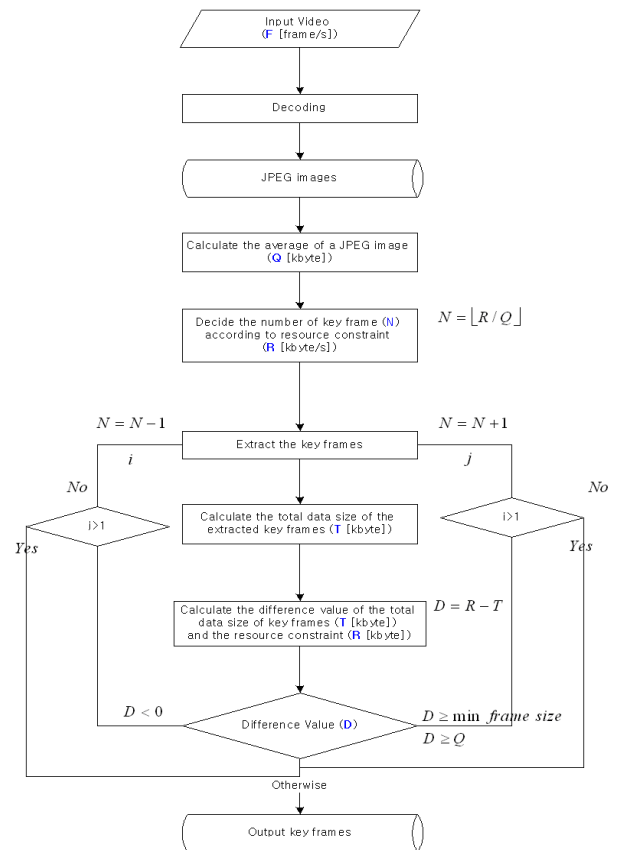 Input Video
(F [frame/s])
Decoding
JPEG images
Calculate the average of a JPEG image
(Q [kbyte])
Decide the number of key frame (N)
according to resource constraint
(R [kbyte/s])
N = ⌊R / Q⌋
N = N − 1
N = N + 1
Extract the key frames
i
j
No
No
j>1
i>1
Yes
Yes
Calculate the total data size of the
extracted key frames (T [kbyte])
Calculate the difference value of the total
data size of key frames (T [kbyte])
and the resource constraint (R [kbyte])
D = R − T
D < 0
Difference Value (D)
D ≥ min frame size
D ≥ Q
Otherwise
Output key frames